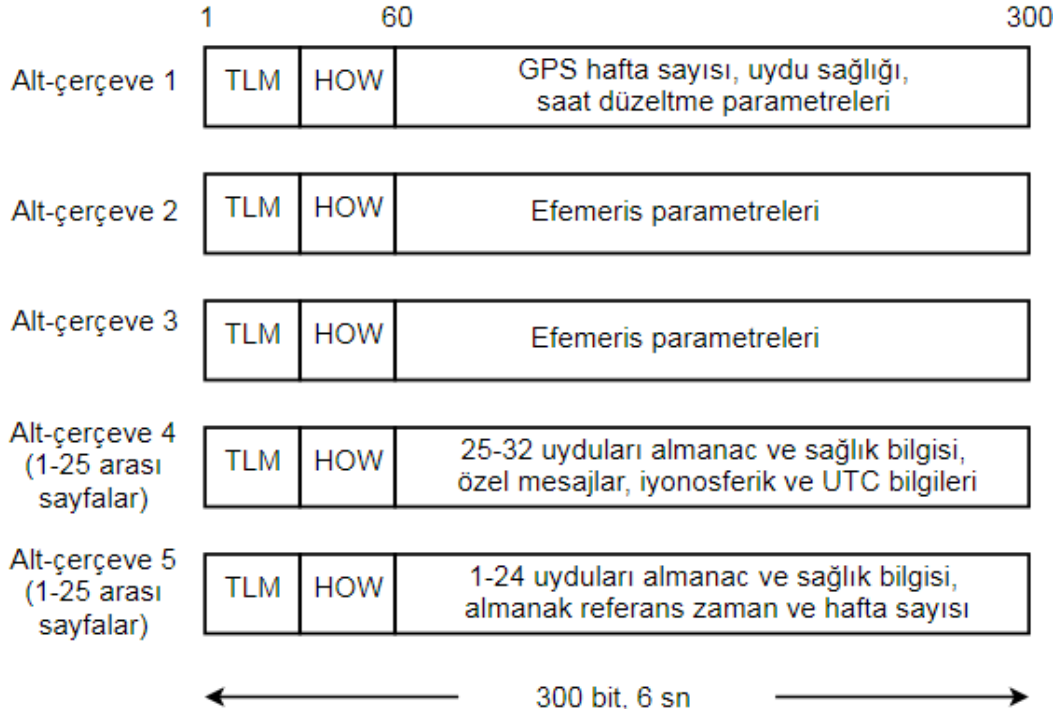 1 60 300
Alt-çerçeve 1
TLM HOW
GPS hafta sayısı, uydu sağlığı,
saat düzeltme parametreleri
Alt-çerçeve 2
TLM HOW
Efemeris parametreleri
Alt-çerçeve 3
TLM HOW
Efemeris parametreleri
Alt-çerçeve 4
(1-25 arası
sayfalar)
TLM HOW
25-32 uyduları almanac ve sağlık bilgisi,
özel mesajlar, iyonosferik ve UTC bilgileri
Alt-çerçeve 5
(1-25 arası
sayfalar)
TLM HOW
1-24 uyduları almanac ve sağlık bilgisi,
almanak referans zaman ve hafta sayısı
300 bit, 6 sn